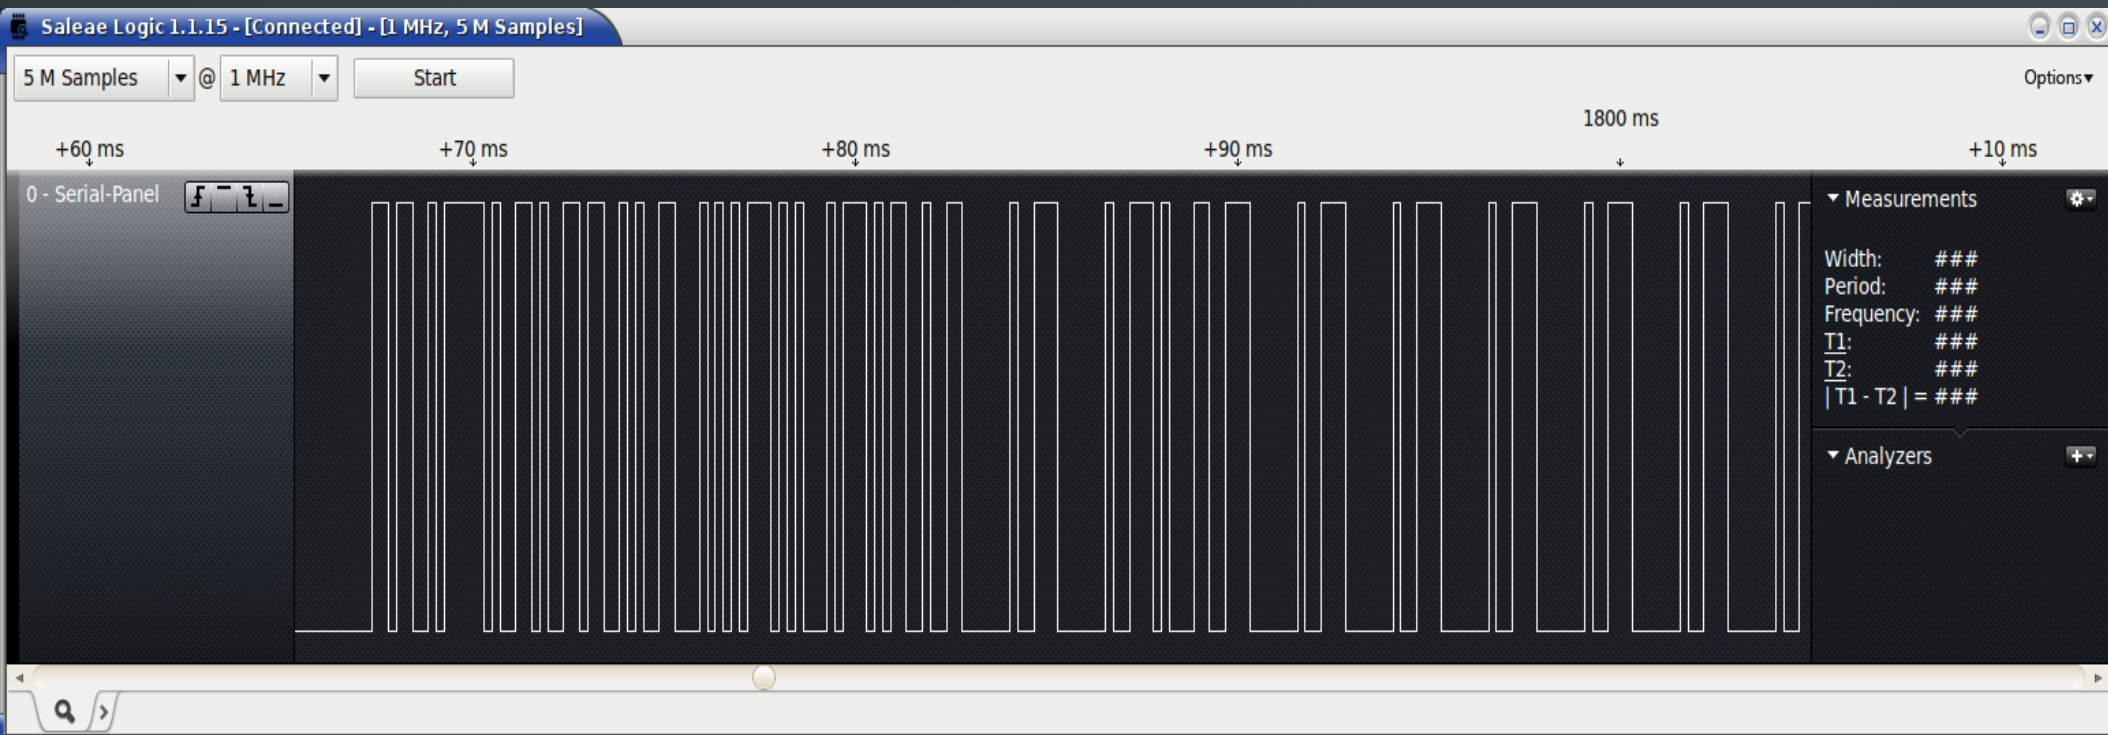 Saleae Logic 1.1.15 - [Connected] - [1 MHz, 5 M Samples]
5 M Samples @ 1 MHz Start Options
1800 ms
+60 ms +70 ms +80 ms +90 ms +10 ms
0 - Serial-Panel
Measurements
Width: ###
Period: ###
Frequency: ###
T1: ###
T2: ###
| T1 - T2 | = ###
Analyzers